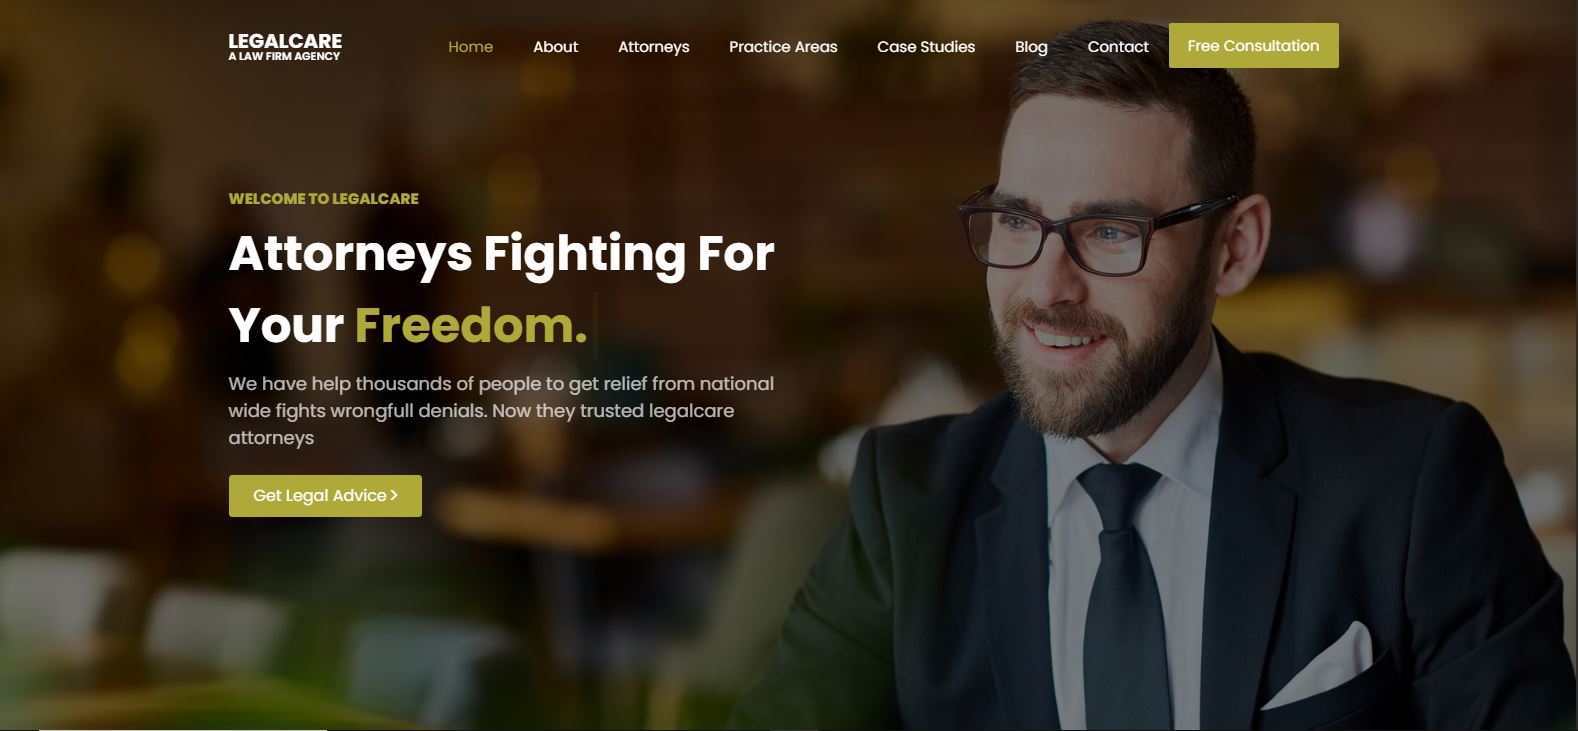 LEGALCARE
A LAW FIRM AGENCY
Home About Attorneys Practice Areas Case Studies Blog Contact Free Consultation
WELCOME TO LEGALCARE
Attorneys Fighting For
Your Freedom.
We have help thousands of people to get relief from national
wide fights wrongfull denials. Now they trusted legalcare
attorneys
Get Legal Advice >